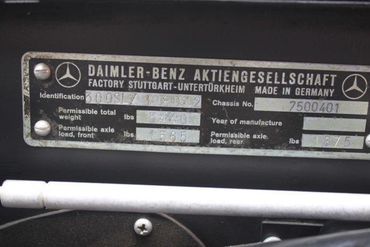 DAIMLER-BENZ AKTIENGESELLSCHAFT
FACTORY STUTTGART-UNTERTÜRKHEIM MADE IN GERMANY
Identification Chassis No. 7500401
Permissible total weight lbs Year of manufacture
Permissible axle load, front lbs Permissible axle load, rear lbs